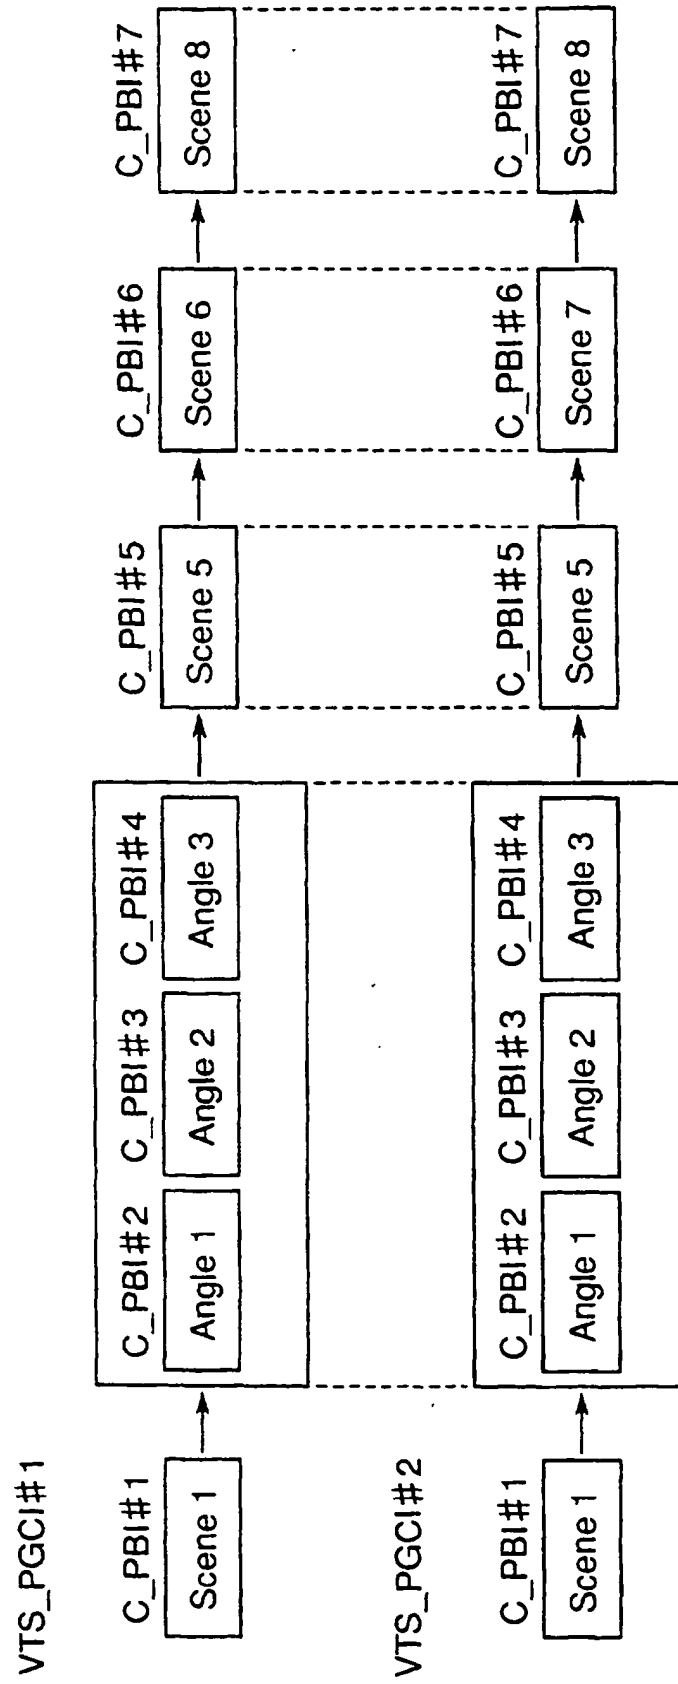 VTS_PGCI#1
C_PBI#1
Scene 1
C_PBI#2
Angle 1
C_PBI#3
Angle 2
C_PBI#4
Angle 3
C_PBI#5
Scene 5
C_PBI#6
Scene 6
C_PBI#7
Scene 8
VTS_PGCI#2
C_PBI#1
Scene 1
C_PBI#2
Angle 1
C_PBI#3
Angle 2
C_PBI#4
Angle 3
C_PBI#5
Scene 5
C_PBI#6
Scene 7
C_PBI#7
Scene 8